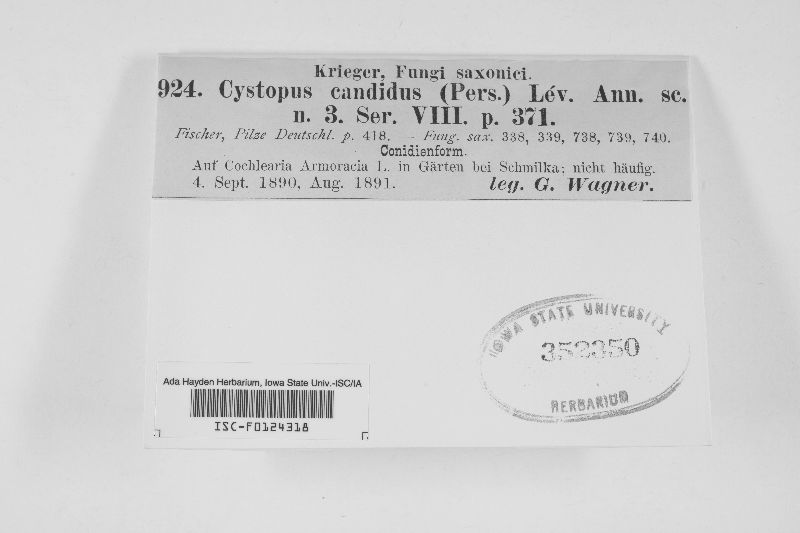 Krieger, Fungi saxonici.
924. Cystopus candidus (Pers.) Lév. Ann. sc.
n. 3. Ser. VIII. p. 371.
Fischer, Pilze Deutschl. p. 418. — Fung. sax. 338, 339, 738, 739, 740.
Conidienform.
Auf Cochlearia Armoracia L. in Gärten bei Schmilka; nicht häufig.
4. Sept. 1890, Aug. 1891. leg. G. Wagner.
IOWA STATE UNIVERSITY
352350
HERBARIUM
Ada Hayden Herbarium, Iowa State Univ.-ISC/IA
ISC-F0124318